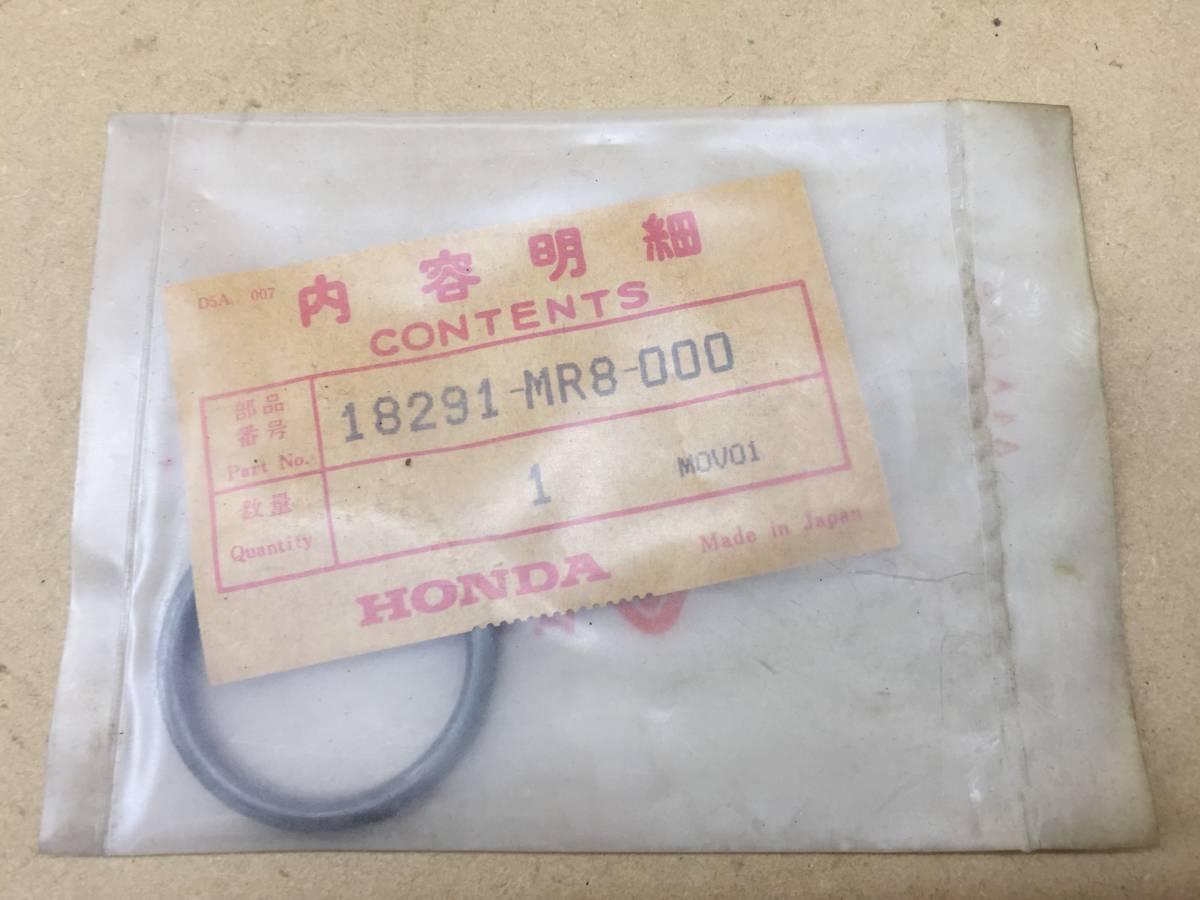 D5A 007
内容明細
CONTENTS
部品番号
Part No.
18291-MR8-000
数量
Quantity
1
M0V01
HONDA
Made in Japan